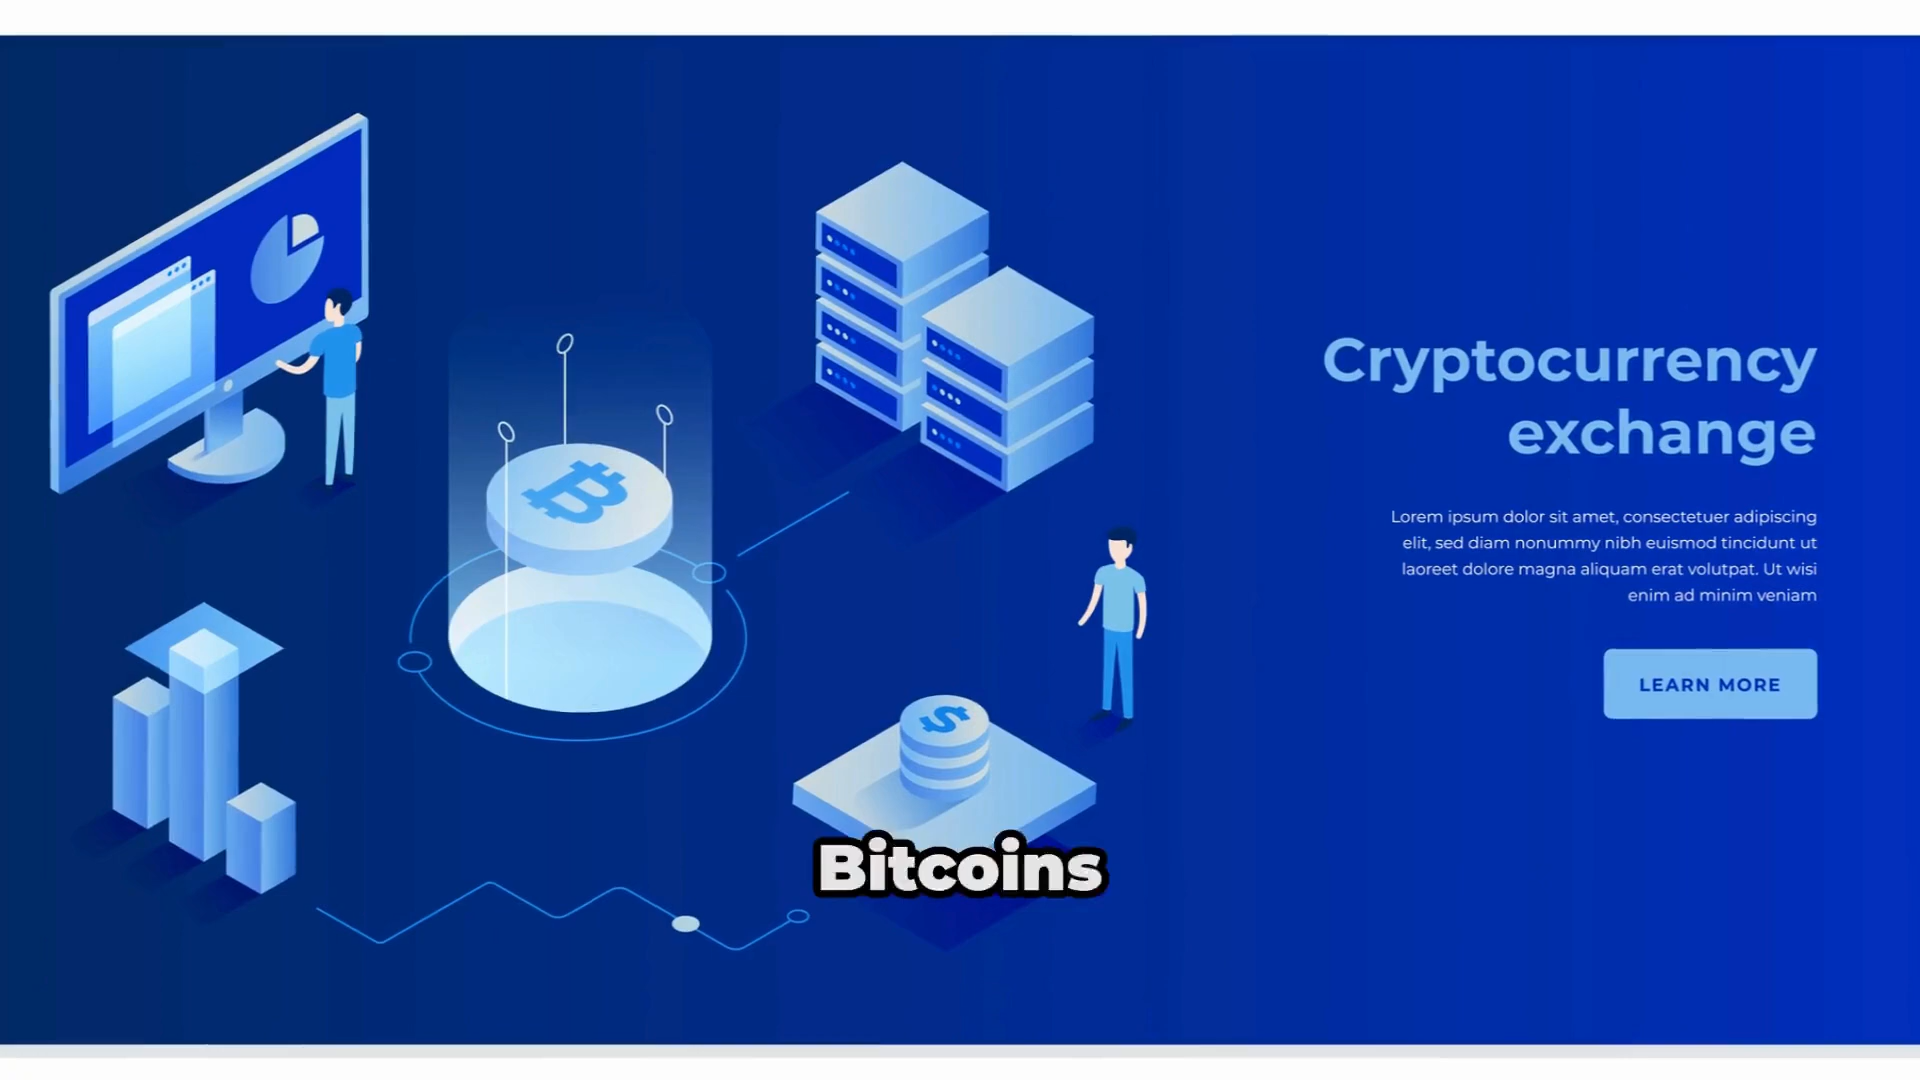 Cryptocurrency
exchange
Lorem ipsum dolor sit amet, consectetuer adipiscing
elit, sed diam nonummy nibh euismod tincidunt ut
laoreet dolore magna aliquam erat volutpat. Ut wisi
enim ad minim veniam
LEARN MORE
Bitcoins